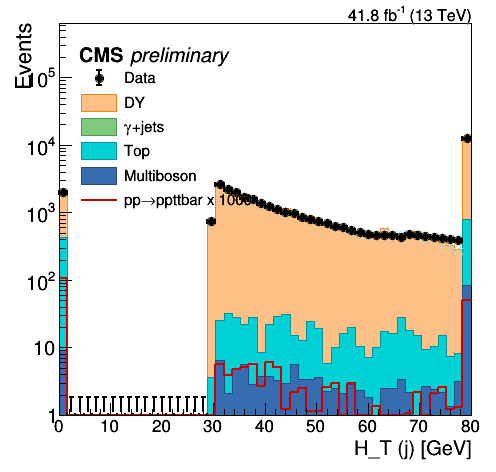 41.8 fb⁻¹ (13 TeV)
Events
CMS preliminary
Data
DY
γ+jets
Top
Multiboson
pp→ppttbar x 1000
10⁵
10⁴
10³
10²
10
1
0 10 20 30 40 50 60 70 80
H_T (j) [GeV]